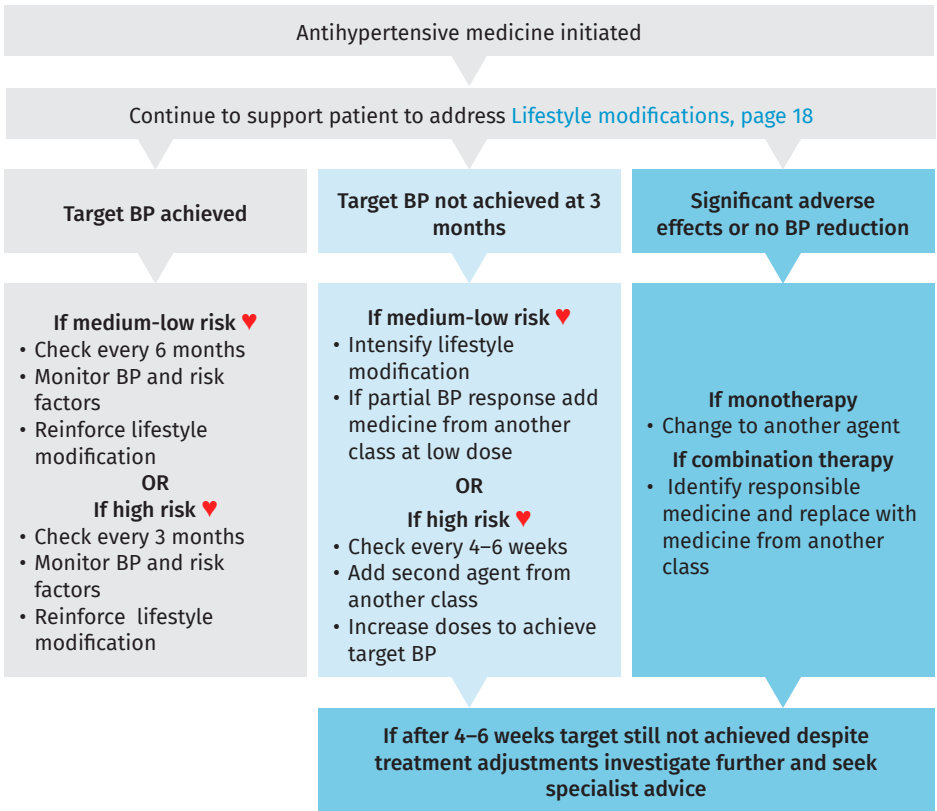 Antihypertensive medicine initiated
Continue to support patient to address Lifestyle modifications, page 18
Target BP achieved
If medium-low risk ♥
• Check every 6 months
• Monitor BP and risk
factors
• Reinforce lifestyle
modification
OR
If high risk ♥
• Check every 3 months
• Monitor BP and risk
factors
• Reinforce lifestyle
modification
Target BP not achieved at 3
months
If medium-low risk ♥
• Intensify lifestyle
modification
• If partial BP response add
medicine from another
class at low dose
OR
If high risk ♥
• Check every 4–6 weeks
• Add second agent from
another class
• Increase doses to achieve
target BP
Significant adverse
effects or no BP reduction
If monotherapy
• Change to another agent
If combination therapy
• Identify responsible
medicine and replace with
medicine from another
class
If after 4–6 weeks target still not achieved despite
treatment adjustments investigate further and seek
specialist advice